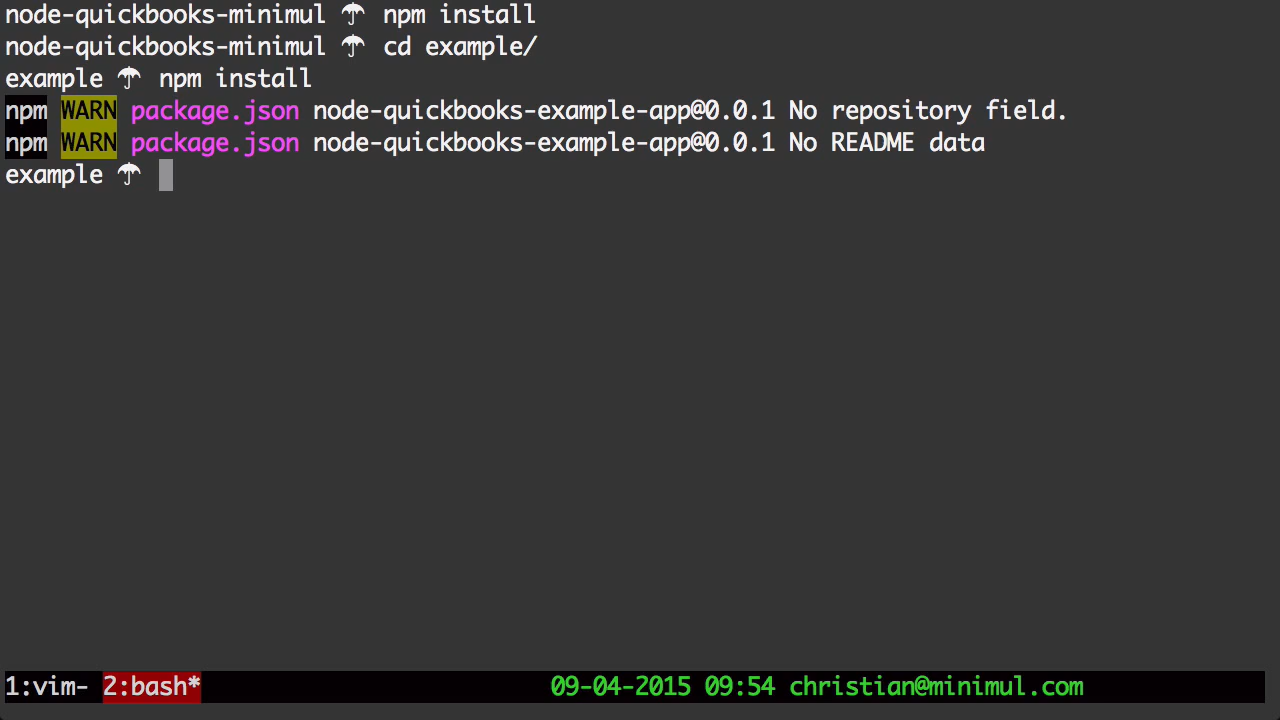 node-quickbooks-minimul ☂ npm install
node-quickbooks-minimul ☂ cd example/
example ☂ npm install
npm WARN package.json node-quickbooks-example-app@0.0.1 No repository field.
npm WARN package.json node-quickbooks-example-app@0.0.1 No README data
example ☂
1:vim- 2:bash* 09-04-2015 09:54 christian@minimul.com